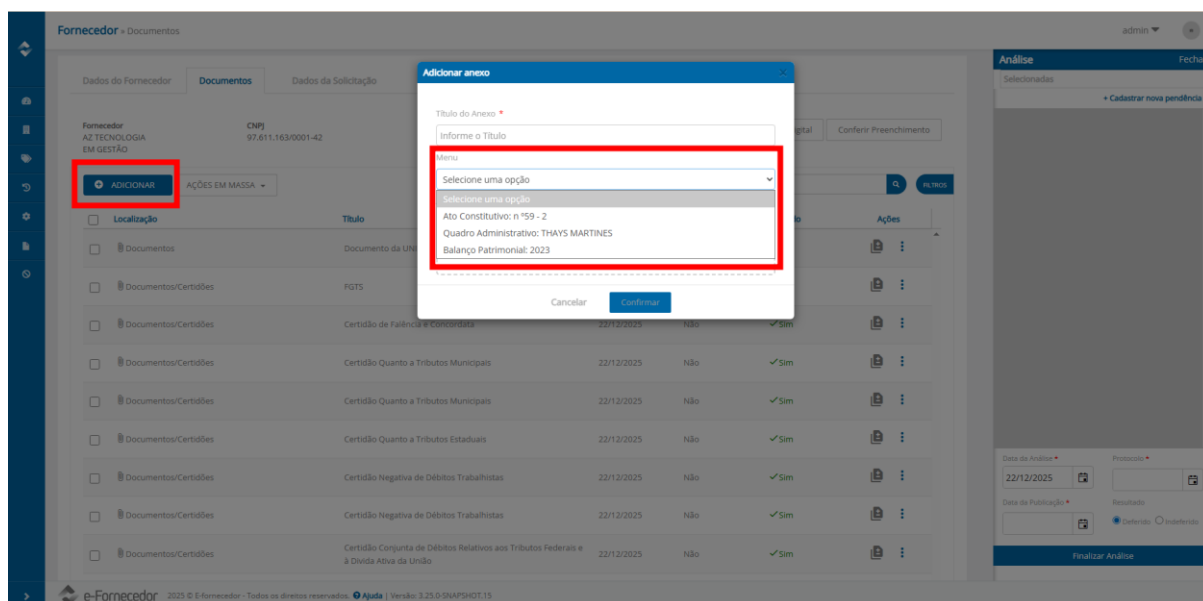 Fornecedor » Documentos
admin
Dados do Fornecedor Documentos Dados da Solicitação
Adicionar anexo
Análise
Selecionadas
+ Cadastrar nova pendência
Fornecedor
AZ TECNOLOGIA
EM GESTÃO
CNPJ
97.611.163/0001-42
Conferir Preenchimento
Título do Anexo *
Informe o Título
Menu
Selecione uma opção
Selecione uma opção
Ato Constitutivo: n º59 - 2
Quadro Administrativo: THAYS MARTINES
Balanço Patrimonial: 2023
Cancelar Confirmar
ADICIONAR AÇÕES EM MASSA
FILTROS
Localização Título Ações
Documentos Documento da
Documentos/Certidões FGTS
Documentos/Certidões Certidão de Falência e Concordata 22/12/2025 Não Sim
Documentos/Certidões Certidão Quanto a Tributos Municipais 22/12/2025 Não Sim
Documentos/Certidões Certidão Quanto a Tributos Municipais 22/12/2025 Não Sim
Documentos/Certidões Certidão Quanto a Tributos Estaduais 22/12/2025 Não Sim
Documentos/Certidões Certidão Negativa de Débitos Trabalhistas 22/12/2025 Não Sim
Documentos/Certidões Certidão Negativa de Débitos Trabalhistas 22/12/2025 Não Sim
Documentos/Certidões Certidão Conjunta de Débitos Relativos aos Tributos Federais e
à Dívida Ativa da União 22/12/2025 Não Sim
Data da Análise * Protocolo *
22/12/2025
Data da Publicação * Resultado
Deferido Indeferido
Finalizar Análise
e-Fornecedor 2025 © E-fornecedor - Todos os direitos reservados. Ajuda | Versão: 3.25.0-SNAPSHOT.15